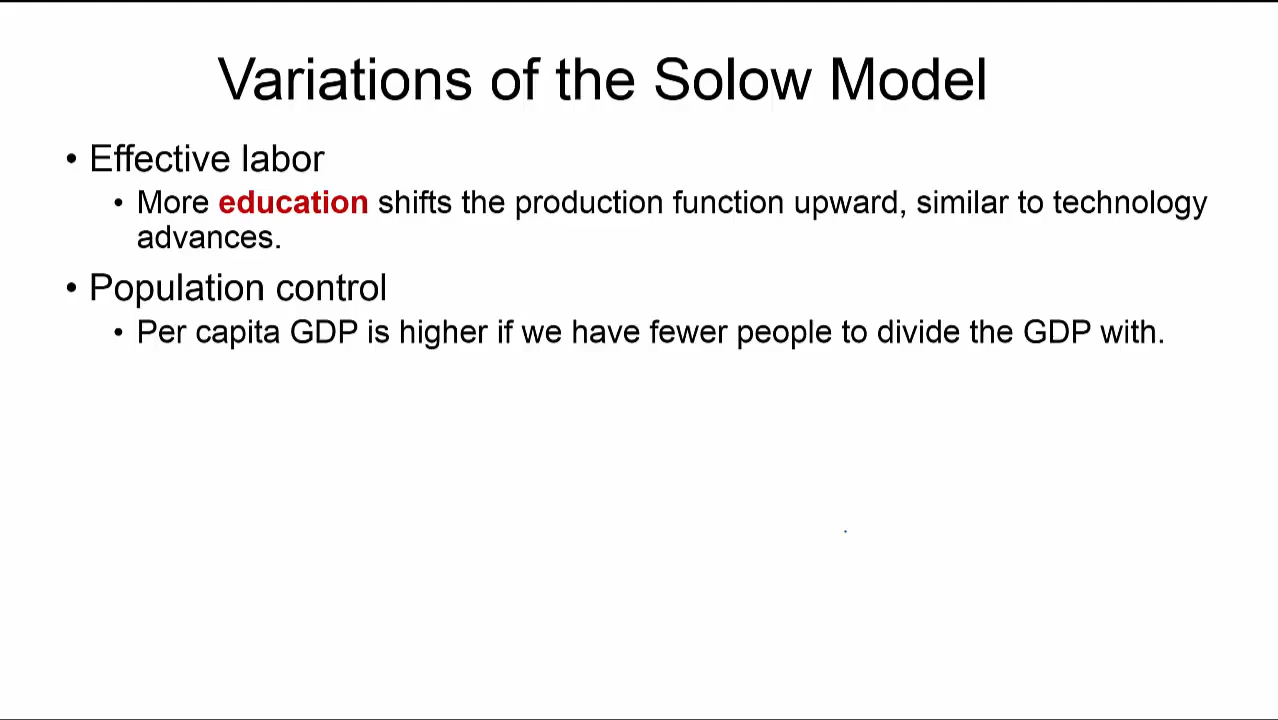 Variations of the Solow Model
• Effective labor
• More education shifts the production function upward, similar to technology
advances.
• Population control
• Per capita GDP is higher if we have fewer people to divide the GDP with.